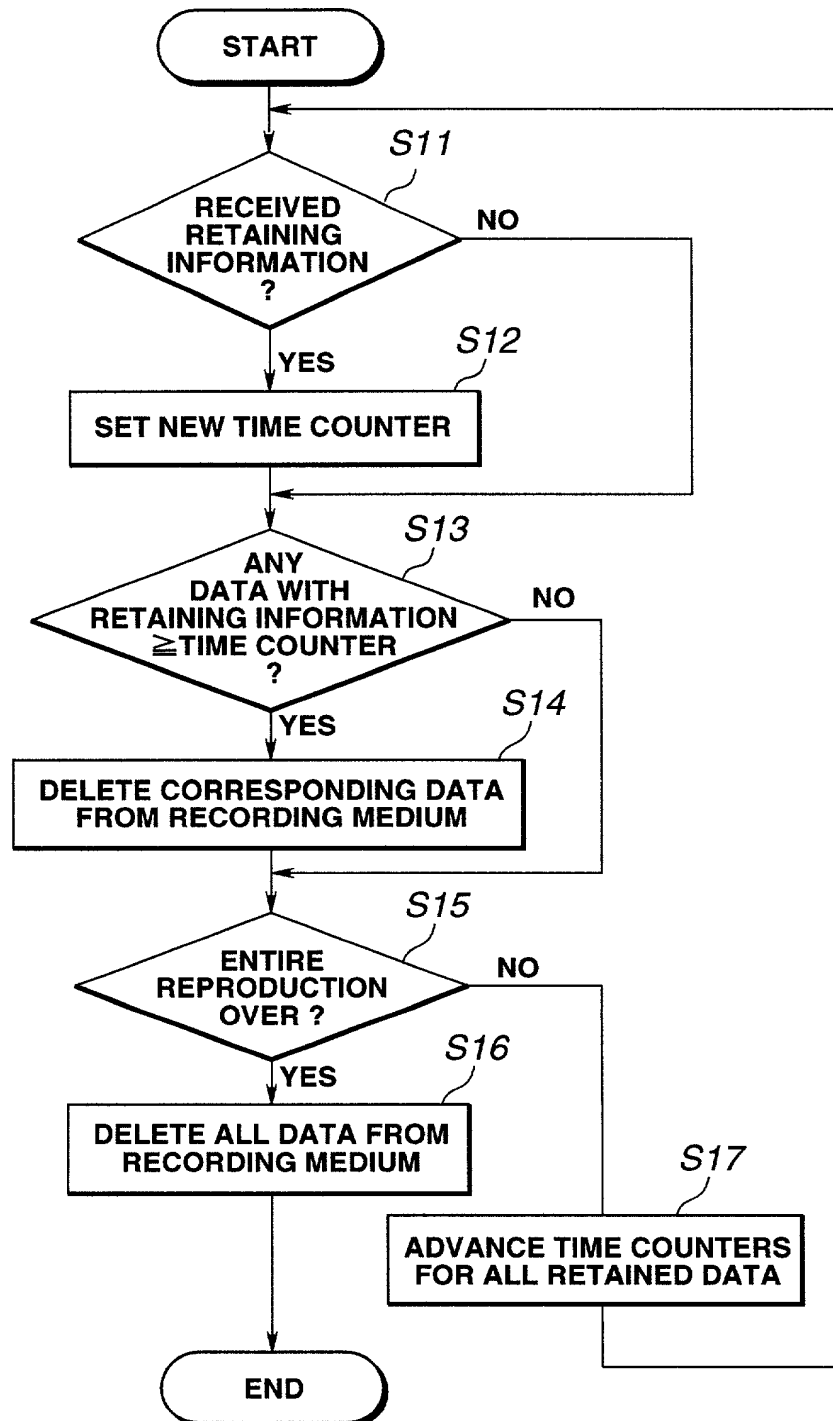 START
S11
RECEIVED
RETAINING
INFORMATION
?
NO
YES
S12
SET NEW TIME COUNTER
S13
ANY
DATA WITH
RETAINING INFORMATION
≧TIME COUNTER
?
NO
YES
S14
DELETE CORRESPONDING DATA
FROM RECORDING MEDIUM
S15
ENTIRE
REPRODUCTION
OVER ?
NO
YES
S16
DELETE ALL DATA FROM
RECORDING MEDIUM
S17
ADVANCE TIME COUNTERS
FOR ALL RETAINED DATA
END